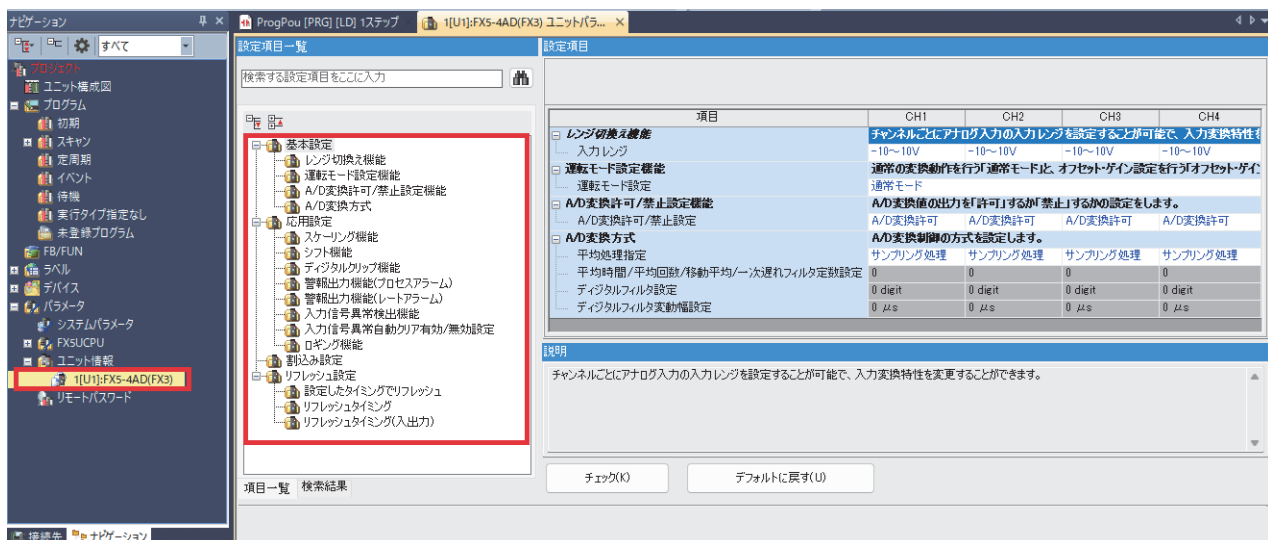 ナビゲーション
ProgPou [PRG] [LD] 1ステップ
1[U1]:FX5-4AD(FX3) ユニットパラ...
すべて
プロジェクト
ユニット構成図
プログラム
初期
スキャン
定周期
イベント
待機
実行タイプ指定なし
未登録プログラム
FB/FUN
ラベル
デバイス
パラメータ
システムパラメータ
FX5UCPU
ユニット情報
1[U1]:FX5-4AD(FX3)
リモートパスワード
接続先 ナビゲーション
設定項目一覧
検索する設定項目をここに入力
基本設定
レンジ切換え機能
運転モード設定機能
A/D変換許可/禁止設定機能
A/D変換方式
応用設定
スケーリング機能
シフト機能
ディジタルクリップ機能
警報出力機能(プロセスアラーム)
警報出力機能(レートアラーム)
入力信号異常検出機能
入力信号異常自動クリア有効/無効設定
ロギング機能
割込み設定
リフレッシュ設定
設定したタイミングでリフレッシュ
リフレッシュタイミング
リフレッシュタイミング(入出力)
項目一覧 検索結果
設定項目
項目 CH1 CH2 CH3 CH4
レンジ切換え機能 チャンネルごとにアナログ入力の入力レンジを設定することが可能で、入力変換特性を
入力レンジ -10～10V -10～10V -10～10V -10～10V
運転モード設定機能 通常の変換動作を行う「通常モード」と、オフセット・ゲイン設定を行う「オフセット・ゲイン
運転モード設定 通常モード
A/D変換許可/禁止設定機能 A/D変換値の出力を「許可」するか「禁止」するかの設定をします。
A/D変換許可/禁止設定 A/D変換許可 A/D変換許可 A/D変換許可 A/D変換許可
A/D変換方式 A/D変換制御の方式を設定します。
平均処理指定 サンプリング処理 サンプリング処理 サンプリング処理 サンプリング処理
平均時間/平均回数/移動平均/一次遅れフィルタ定数設定 0 0 0 0
ディジタルフィルタ設定 0 digit 0 digit 0 digit 0 digit
ディジタルフィルタ変動幅設定 0 μs 0 μs 0 μs 0 μs
説明
チャンネルごとにアナログ入力の入力レンジを設定することが可能で、入力変換特性を変更することができます。
チェック(K) デフォルトに戻す(U)